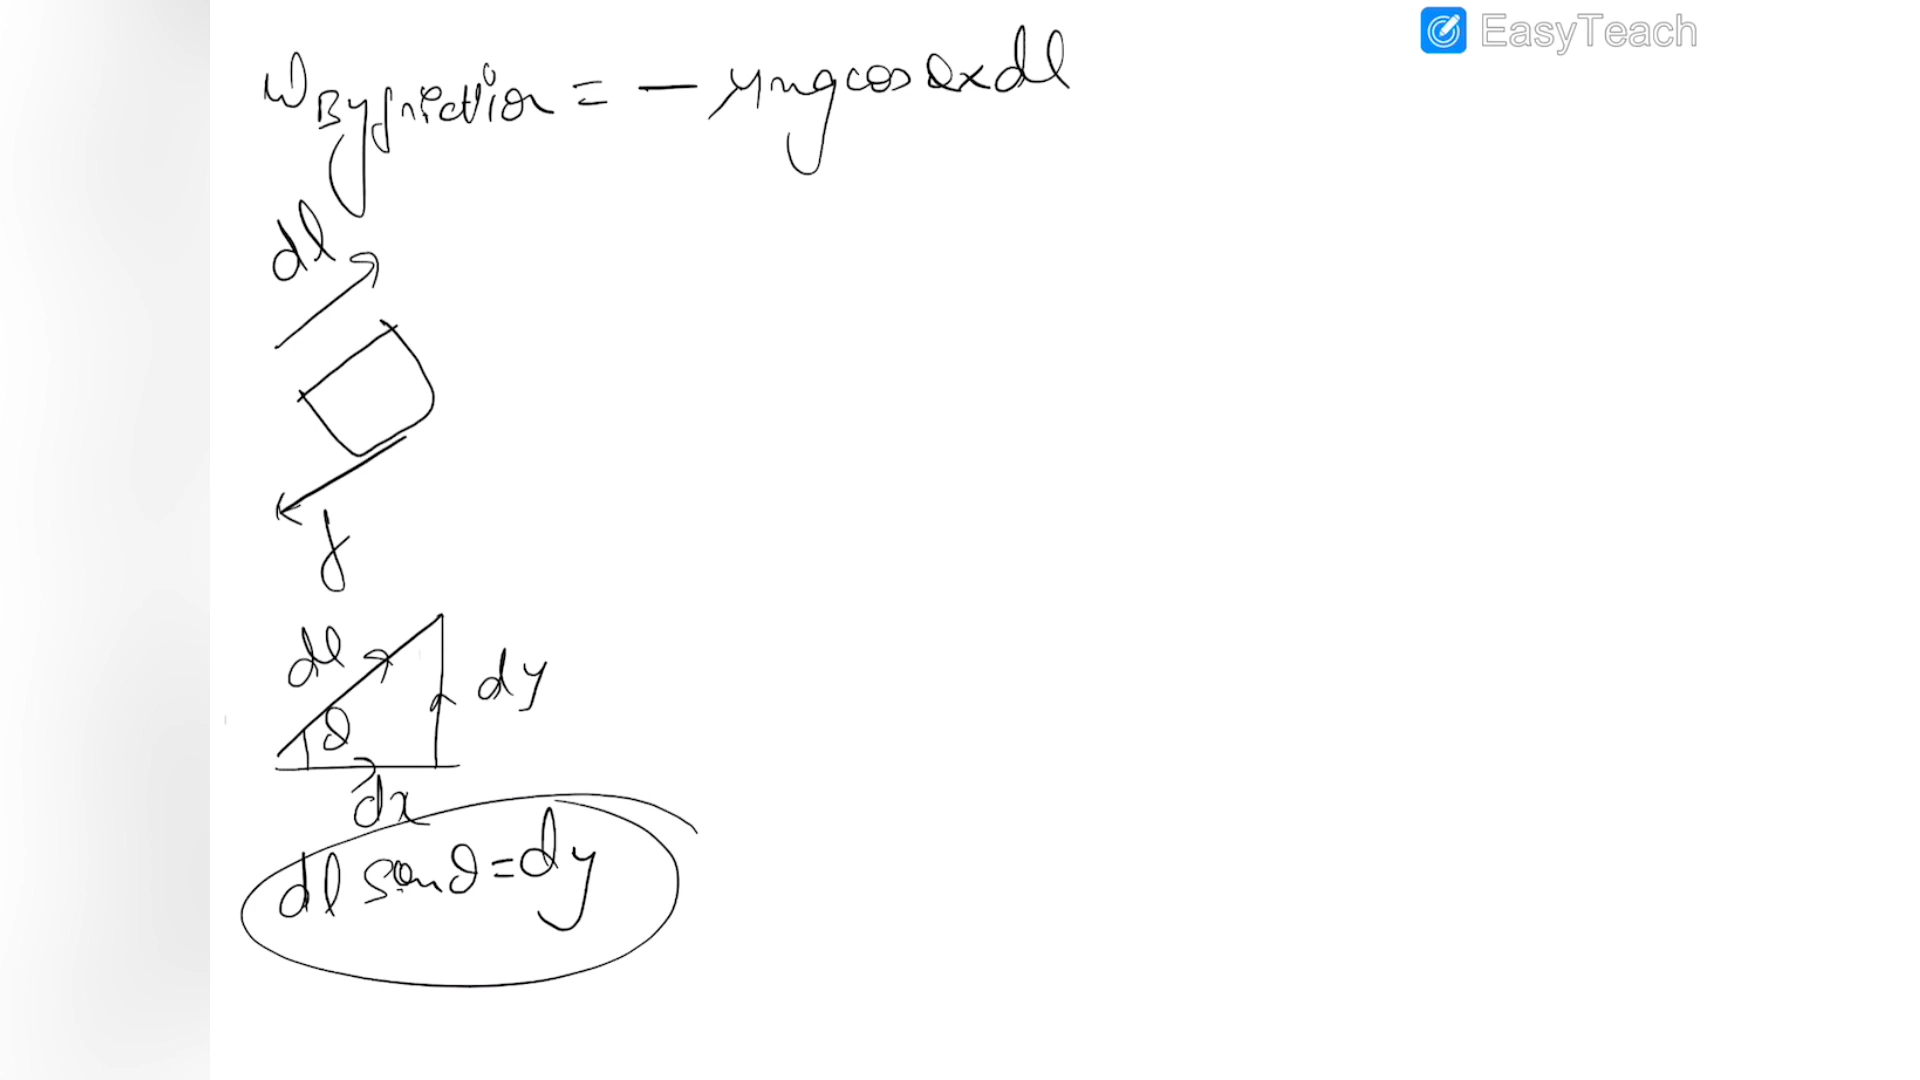 EasyTeach
W By friction = - μmg cos θ x dl
dl
f
dl
dy
θ
dx
dl sin θ = dy